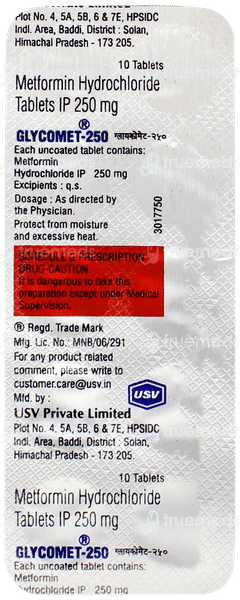 Plot No. 4, 5A, 5B, 6 & 7E, HPSIDC
Indl. Area, Baddi, District : Solan,
Himachal Pradesh - 173 205.
10 Tablets
Metformin Hydrochloride
Tablets IP 250 mg
GLYCOMET-250® ग्लायकोमेट-२५०
Each uncoated tablet contains:
Metformin
Hydrochloride IP 250 mg
Excipients : q.s.
Dosage : As directed by
the Physician.
Protect from moisture
and excessive heat.
3017750
SCHEDULE G PRESCRIPTION
DRUG-CAUTION
It is dangerous to take this
preparation except under Medical
Supervision.
® Regd. Trade Mark
Mfg. Lic. No.: MNB/06/291
For any product related
comment, please write to
customer.care@usv.in
Mfd. by :
USV
USV Private Limited
Plot No. 4, 5A, 5B, 6 & 7E, HPSIDC
Indl. Area, Baddi, District : Solan,
Himachal Pradesh - 173 205.
10 Tablets
Metformin Hydrochloride
Tablets IP 250 mg
GLYCOMET-250® ग्लायकोमेट-२५०
Each uncoated tablet contains:
Metformin
Hydrochloride IP 250 mg